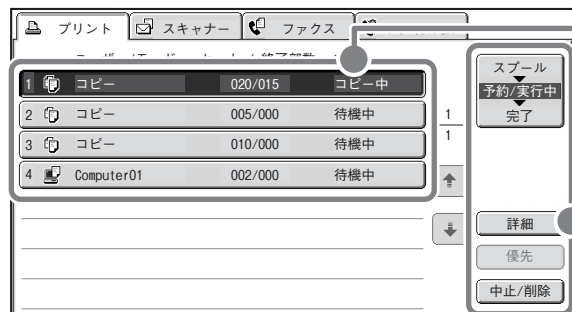 プリント スキャナー ファクス
1 コピー 020/015 コピー中
2 コピー 005/000 待機中
3 コピー 010/000 待機中
4 Computer01 002/000 待機中
1
1
スプール
予約/実行中
完了
詳細
優先
中止/削除